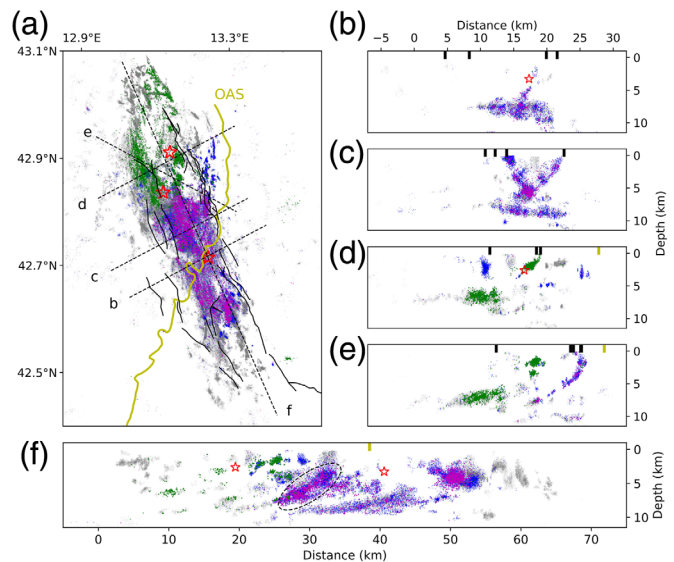 (a)
12.9°E 13.3°E
43.1°N
42.9°N
42.7°N
42.5°N
OAS
e
d
c
b
f
(b)
Distance (km)
−5 0 5 10 15 20 25 30
0
5
10
(c)
0
5
10
Depth (km)
(d)
0
5
10
(e)
0
5
10
(f)
0
5
10
Depth (km)
0 10 20 30 40 50 60 70
Distance (km)